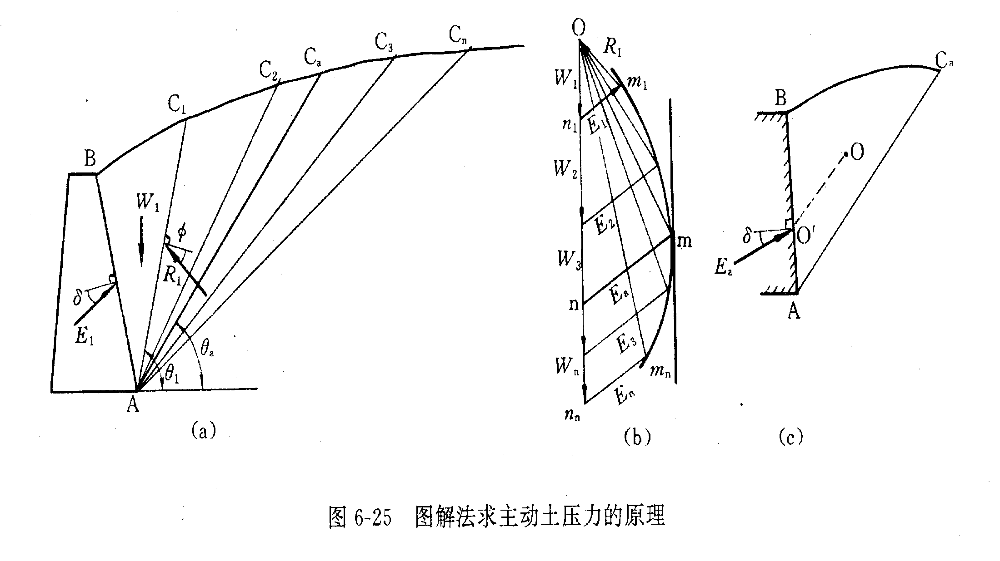 C1
C2
Ca
C3
Cn
B
W1
ϕ
R1
δ
E1
θa
θ1
A
(a)
O
R1
W1
m1
n1
E1
W2
E2
m
W3
n
Ea
E3
Wn
mn
En
nn
(b)
Ca
B
O
δ
O'
Ea
A
(c)
图 6-25 图解法求主动土压力的原理